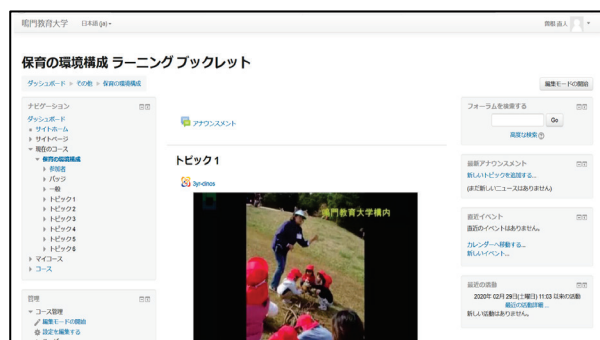 鳴門教育大学 日本語 (ja)
保育の環境構成 ラーニング ブックレット
ダッシュボード > その他 > 保育の環境構成
編集モードの開始
ナビゲーション
ダッシュボード
サイトホーム
サイトページ
現在のコース
保育の環境構成
参加者
バッジ
一般
トピック1
トピック2
トピック3
トピック4
トピック5
トピック6
マイコース
コース
管理
コース管理
編集モードの開始
設定を編集する
アナウンスメント
トピック 1
3yr-dinos
鳴門教育大学構内
フォーラムを検索する
Go
高度な検索
最新アナウンスメント
新しいトピックを追加する...
(まだ新しいニュースはありません)
直近イベント
直近のイベントはありません。
カレンダーへ移動する...
新しいイベント...
最近の活動
2020年 02月 29日(土曜日) 11:03 以来の活動
最近の活動詳細...
新しい活動はありません。